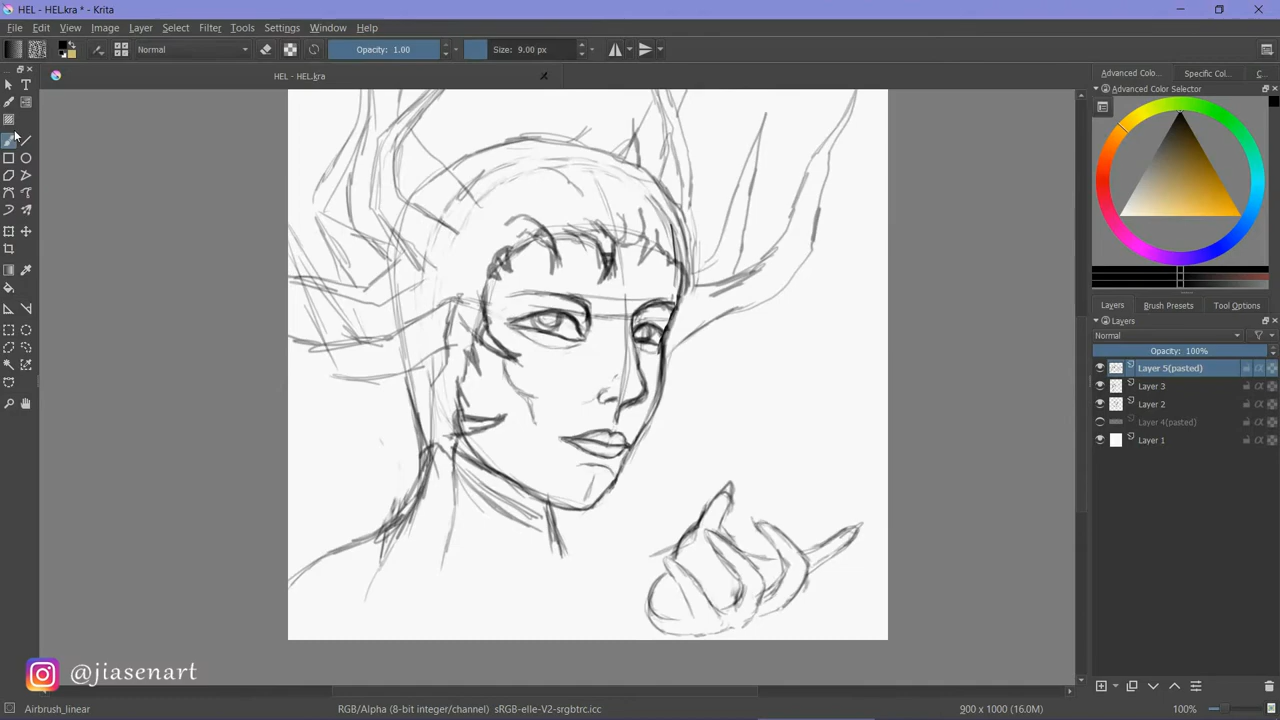 HEL - HEL.kra * - Krita
File Edit View Image Layer Select Filter Tools Settings Window Help
Normal Opacity: 1.00 Size: 9.00 px
HEL - HEL.kra
Advanced Colo... Specific Col... C...
Advanced Color Selector
Layers Brush Presets Tool Options
Layers
Normal
Opacity: 100%
Layer 5(pasted)
Layer 3
Layer 2
Layer 4(pasted)
Layer 1
@jiasenart
Airbrush_linear RGB/Alpha (8-bit integer/channel) sRGB-elle-V2-srgbtrc.icc 900 x 1000 (16.0M) 100%